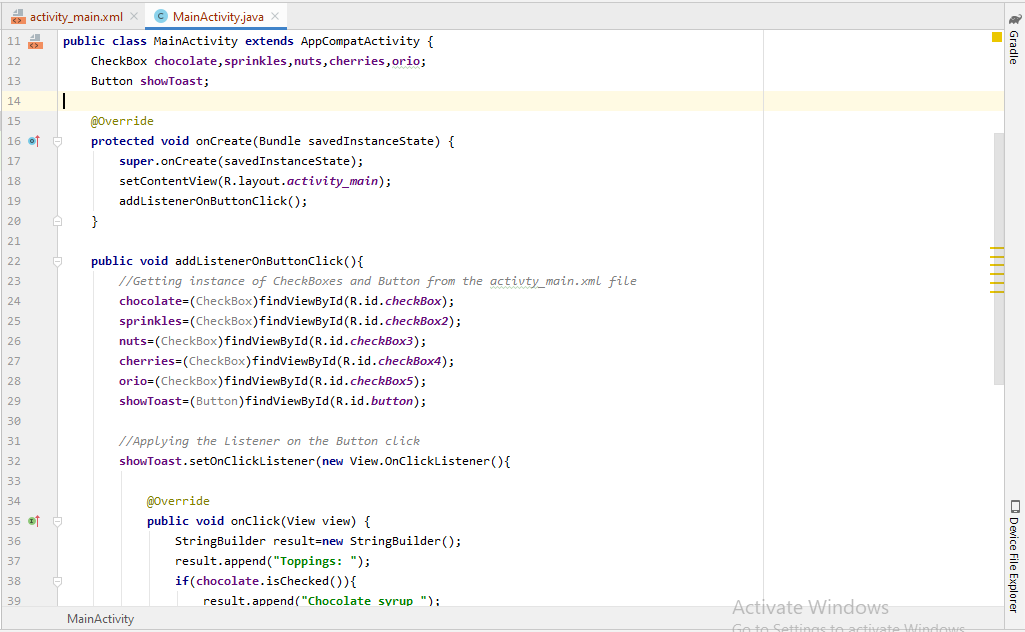 activity_main.xml MainActivity.java
11 public class MainActivity extends AppCompatActivity {
12 CheckBox chocolate,sprinkles,nuts,cherries,orio;
13 Button showToast;
14
15 @Override
16 protected void onCreate(Bundle savedInstanceState) {
17 super.onCreate(savedInstanceState);
18 setContentView(R.layout.activity_main);
19 addListenerOnButtonClick();
20 }
21
22 public void addListenerOnButtonClick(){
23 //Getting instance of CheckBoxes and Button from the activty_main.xml file
24 chocolate=(CheckBox)findViewById(R.id.checkBox);
25 sprinkles=(CheckBox)findViewById(R.id.checkBox2);
26 nuts=(CheckBox)findViewById(R.id.checkBox3);
27 cherries=(CheckBox)findViewById(R.id.checkBox4);
28 orio=(CheckBox)findViewById(R.id.checkBox5);
29 showToast=(Button)findViewById(R.id.button);
30
31 //Applying the Listener on the Button click
32 showToast.setOnClickListener(new View.OnClickListener(){
33
34 @Override
35 public void onClick(View view) {
36 StringBuilder result=new StringBuilder();
37 result.append("Toppings: ");
38 if(chocolate.isChecked()){
39 result.append("Chocolate syrup ");
MainActivity
Gradle
Device File Explorer
Activate Windows
Go to Settings to activate Windows.